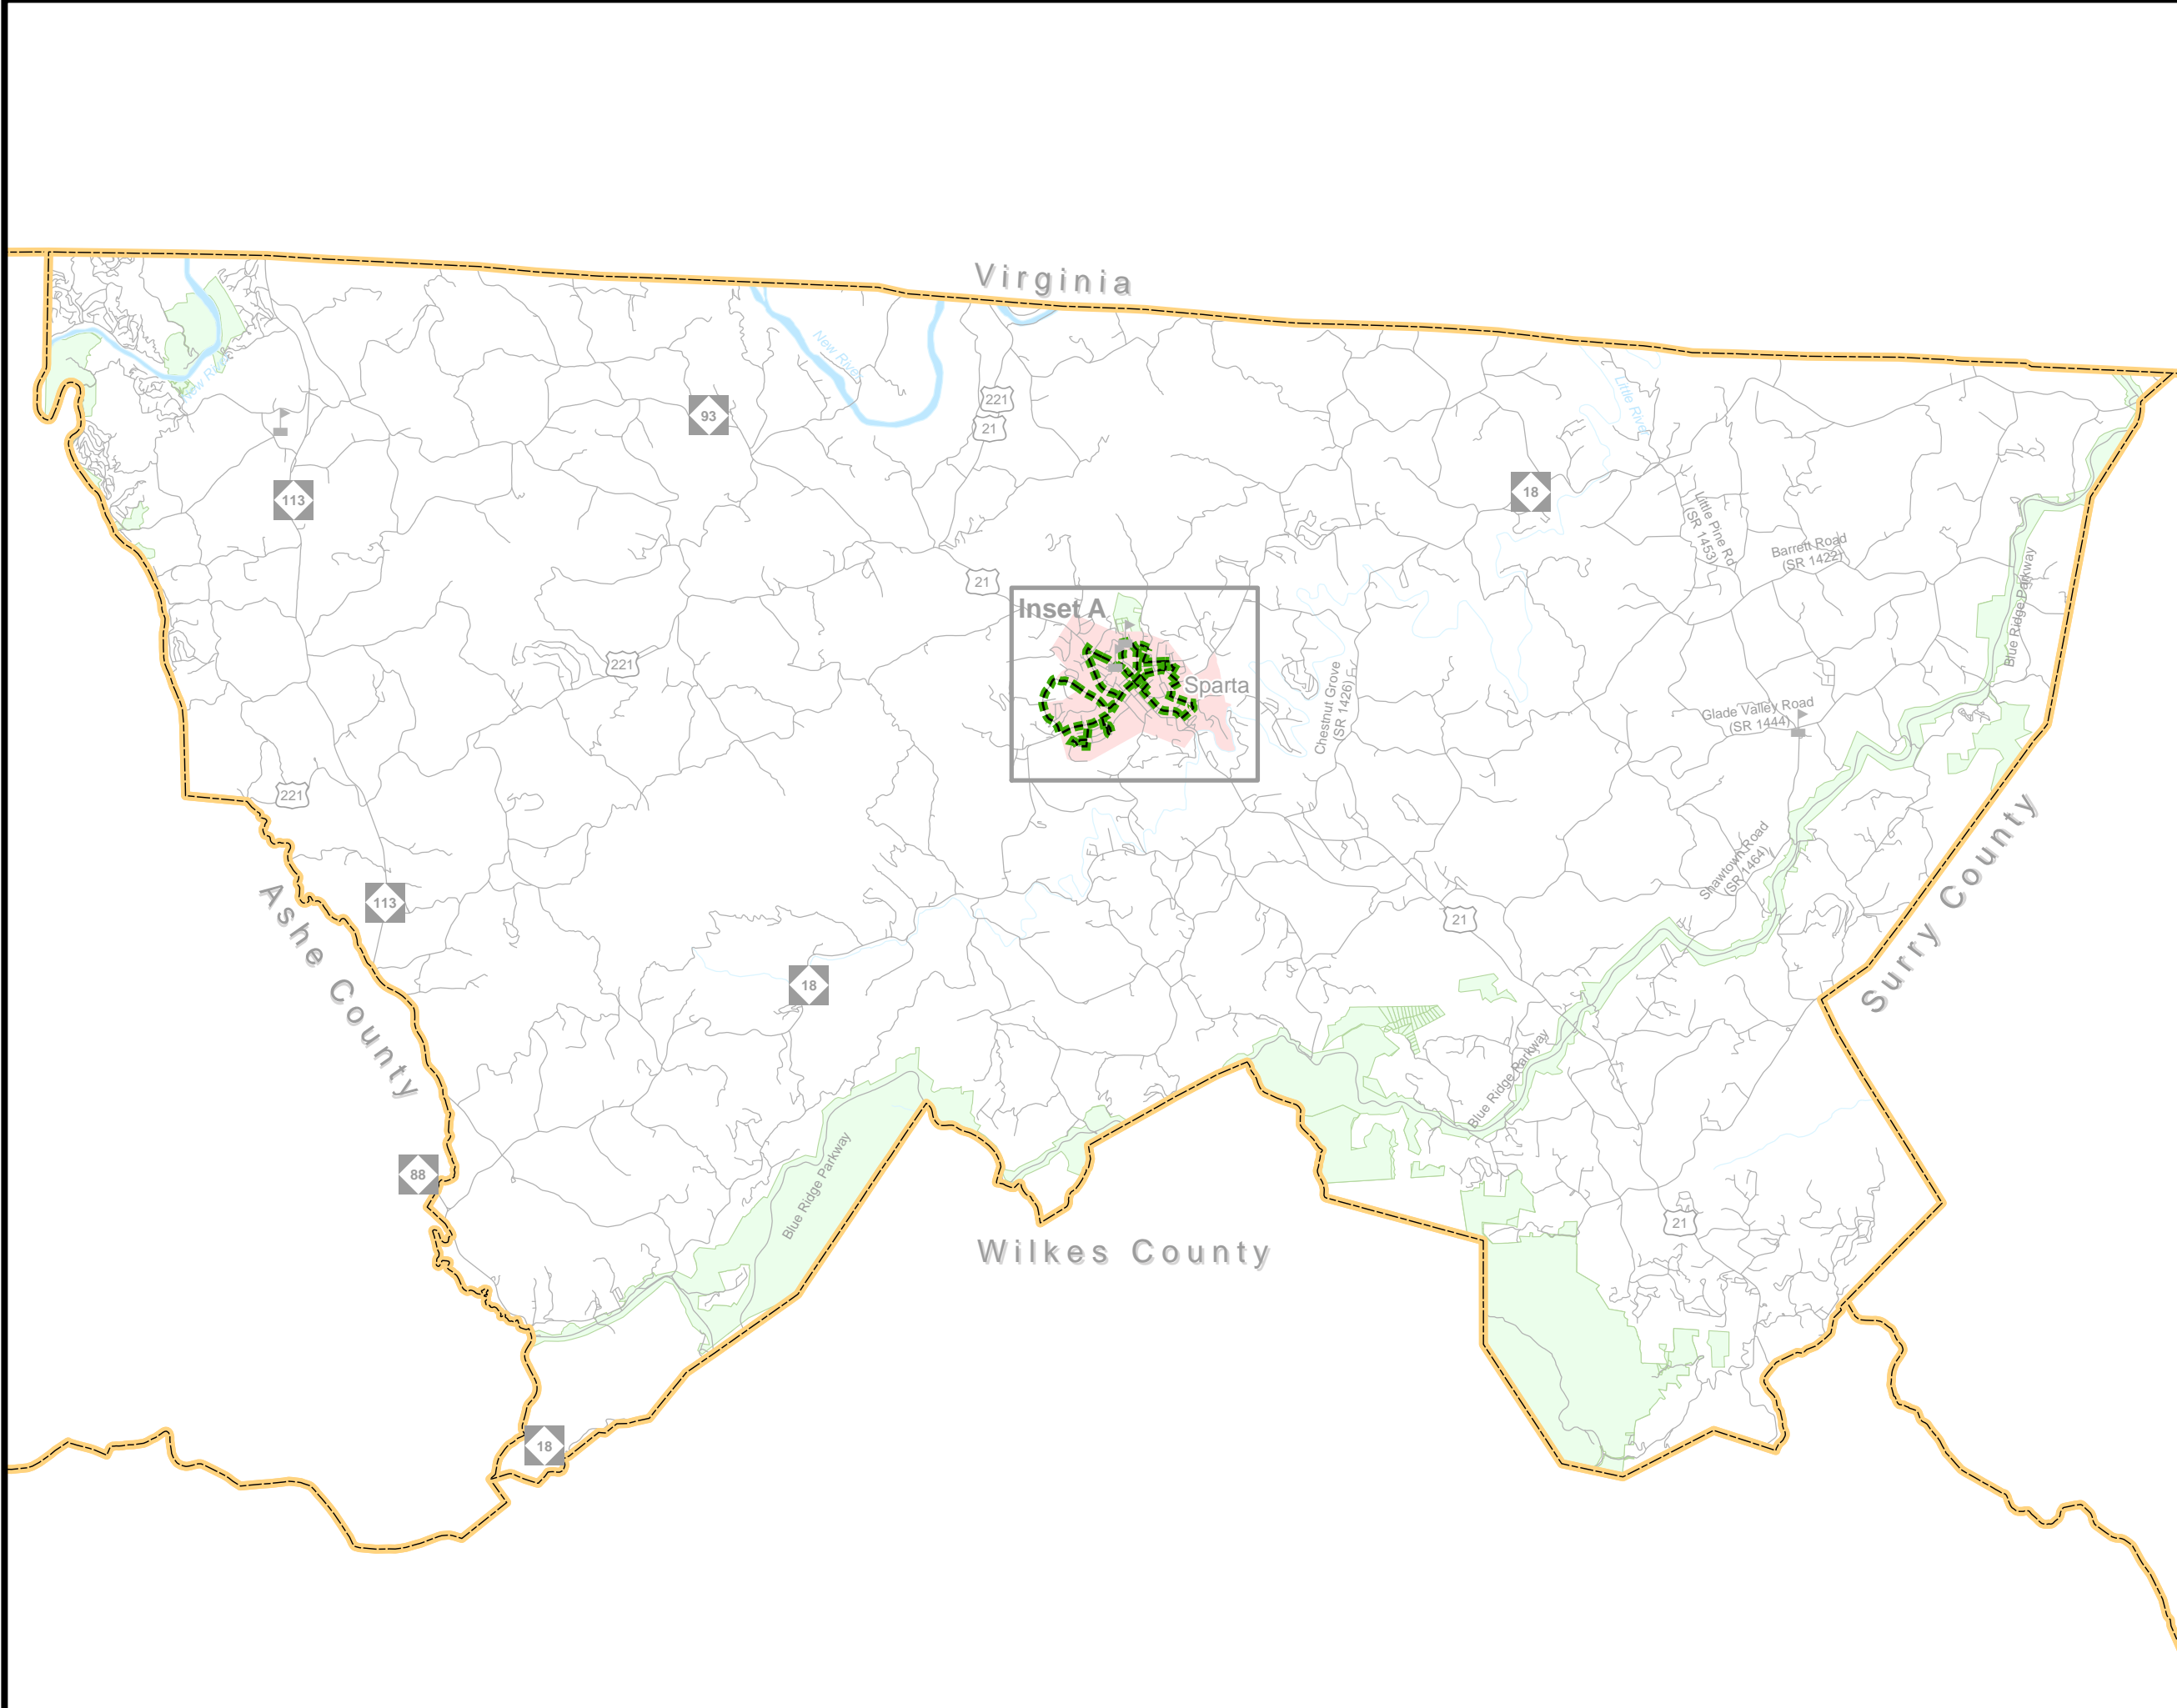 Virginia
New River
New River
Little River
221
21
93
113
18
Little Pine Rd
(SR 1453)
Barrett Road
(SR 1422)
Blue Ridge Parkway
21
Inset A
221
Sparta
Chestnut Grove
(SR 1426)
Glade Valley Road
(SR 1444)
221
Ashe County
113
Shawtown Road
(SR 1464)
Surry County
21
18
Blue Ridge Parkway
88
Blue Ridge Parkway
21
Wilkes County
18